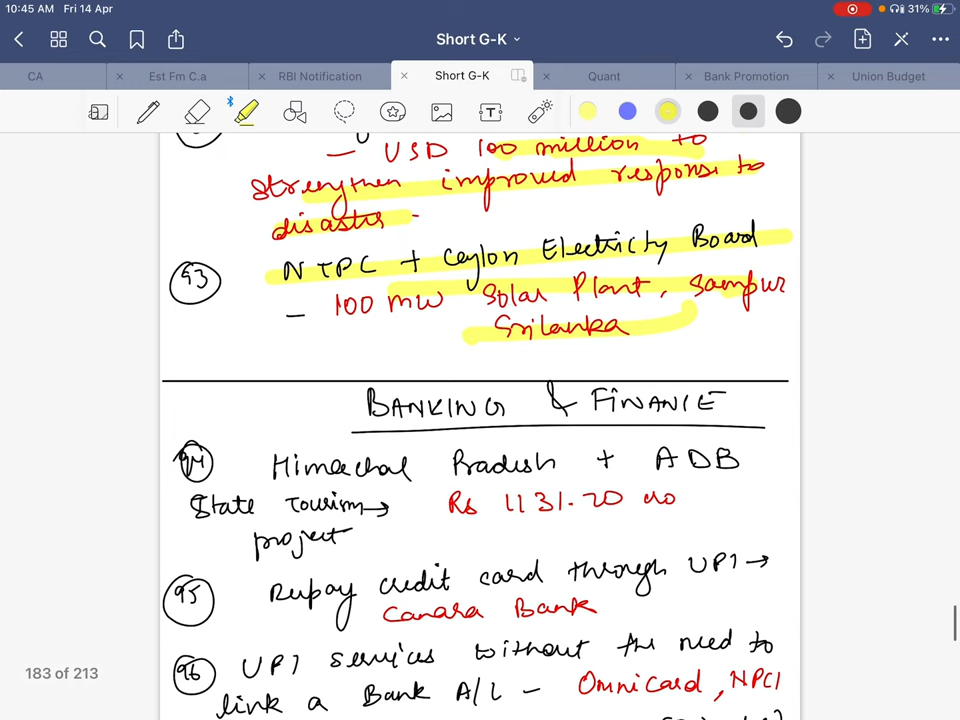 10:45 AM Fri 14 Apr
31%
Short G-K
CA
Est Fm C.a
RBI Notification
Short G-K
Quant
Bank Promotion
Union Budget
— USD 100 million to
strengthen improved response to
disaster
93 NTPC + Ceylon Electricity Board
— 100 MW Solar Plant, Sampur
Srilanka
BANKING & FINANCE
94 Himachal Pradesh + ADB
State Tourism → Rs 1131.20
project
95 Rupay credit card through UPI →
Canara Bank
96 UPI services without the need to
link a Bank A/C – Omnicard, NPCI
183 of 213